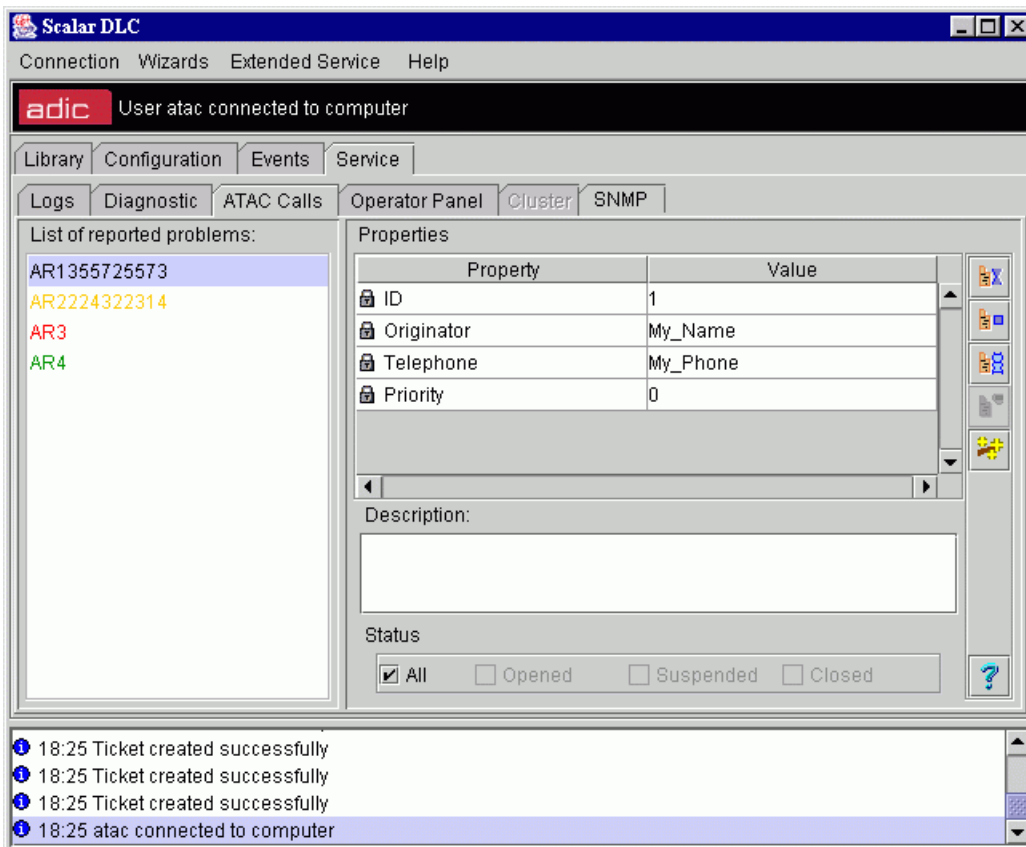 Scalar DLC
Connection Wizards Extended Service Help
adic User atac connected to computer
Library Configuration Events Service
Logs Diagnostic ATAC Calls Operator Panel Cluster SNMP
List of reported problems:
AR1355725573
AR2224322314
AR3
AR4
Properties
Property Value
ID 1
Originator My_Name
Telephone My_Phone
Priority 0
Description:
Status
All Opened Suspended Closed
18:25 Ticket created successfully
18:25 Ticket created successfully
18:25 Ticket created successfully
18:25 atac connected to computer